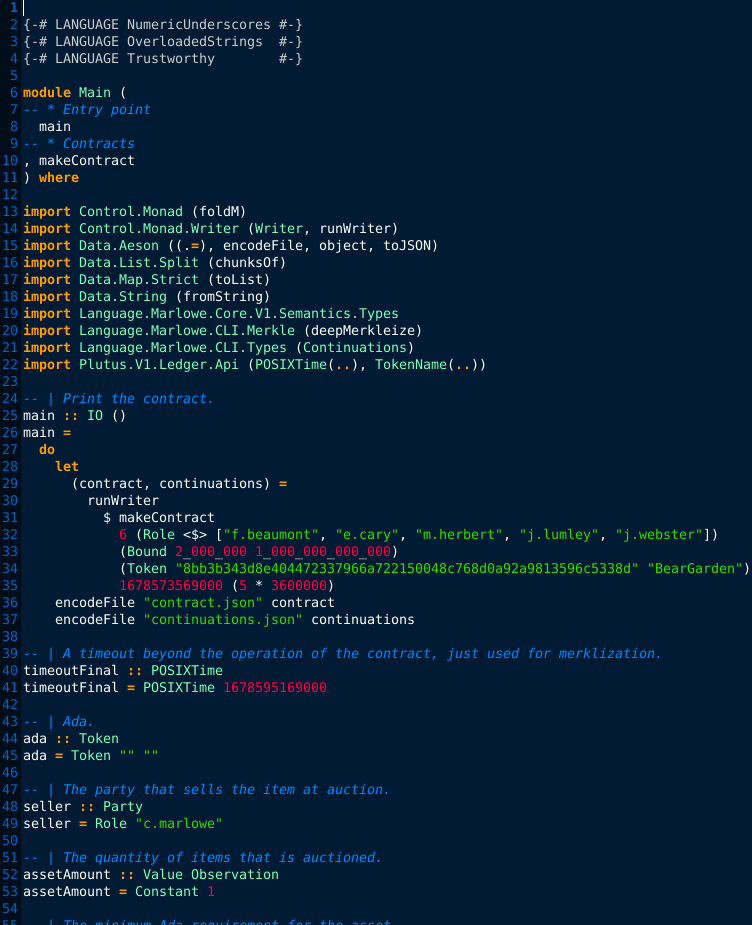 1
2 {-# LANGUAGE NumericUnderscores #-}
3 {-# LANGUAGE OverloadedStrings  #-}
4 {-# LANGUAGE Trustworthy        #-}
5
6 module Main (
7 -- * Entry point
8   main
9 -- * Contracts
10 , makeContract
11 ) where
12
13 import Control.Monad (foldM)
14 import Control.Monad.Writer (Writer, runWriter)
15 import Data.Aeson ((.=), encodeFile, object, toJSON)
16 import Data.List.Split (chunksOf)
17 import Data.Map.Strict (toList)
18 import Data.String (fromString)
19 import Language.Marlowe.Core.V1.Semantics.Types
20 import Language.Marlowe.CLI.Merkle (deepMerkleize)
21 import Language.Marlowe.CLI.Types (Continuations)
22 import Plutus.V1.Ledger.Api (POSIXTime(..), TokenName(..))
23
24 -- | Print the contract.
25 main :: IO ()
26 main =
27   do
28     let
29       (contract, continuations) =
30         runWriter
31           $ makeContract
32             6 (Role <$> ["f.beaumont", "e.cary", "m.herbert", "j.lumley", "j.webster"])
33             (Bound 2_000_000 1_000_000_000_000)
34             (Token "8bb3b343d8e404472337966a722150048c768d0a92a9813596c5338d" "BearGarden")
35             1678573569000 (5 * 3600000)
36     encodeFile "contract.json" contract
37     encodeFile "continuations.json" continuations
38
39 -- | A timeout beyond the operation of the contract, just used for merklization.
40 timeoutFinal :: POSIXTime
41 timeoutFinal = POSIXTime 1678595169000
42
43 -- | Ada.
44 ada :: Token
45 ada = Token "" ""
46
47 -- | The party that sells the item at auction.
48 seller :: Party
49 seller = Role "c.marlowe"
50
51 -- | The quantity of items that is auctioned.
52 assetAmount :: Value Observation
53 assetAmount = Constant 1
54
55 -- | The minimum Ada requirement for the asset.